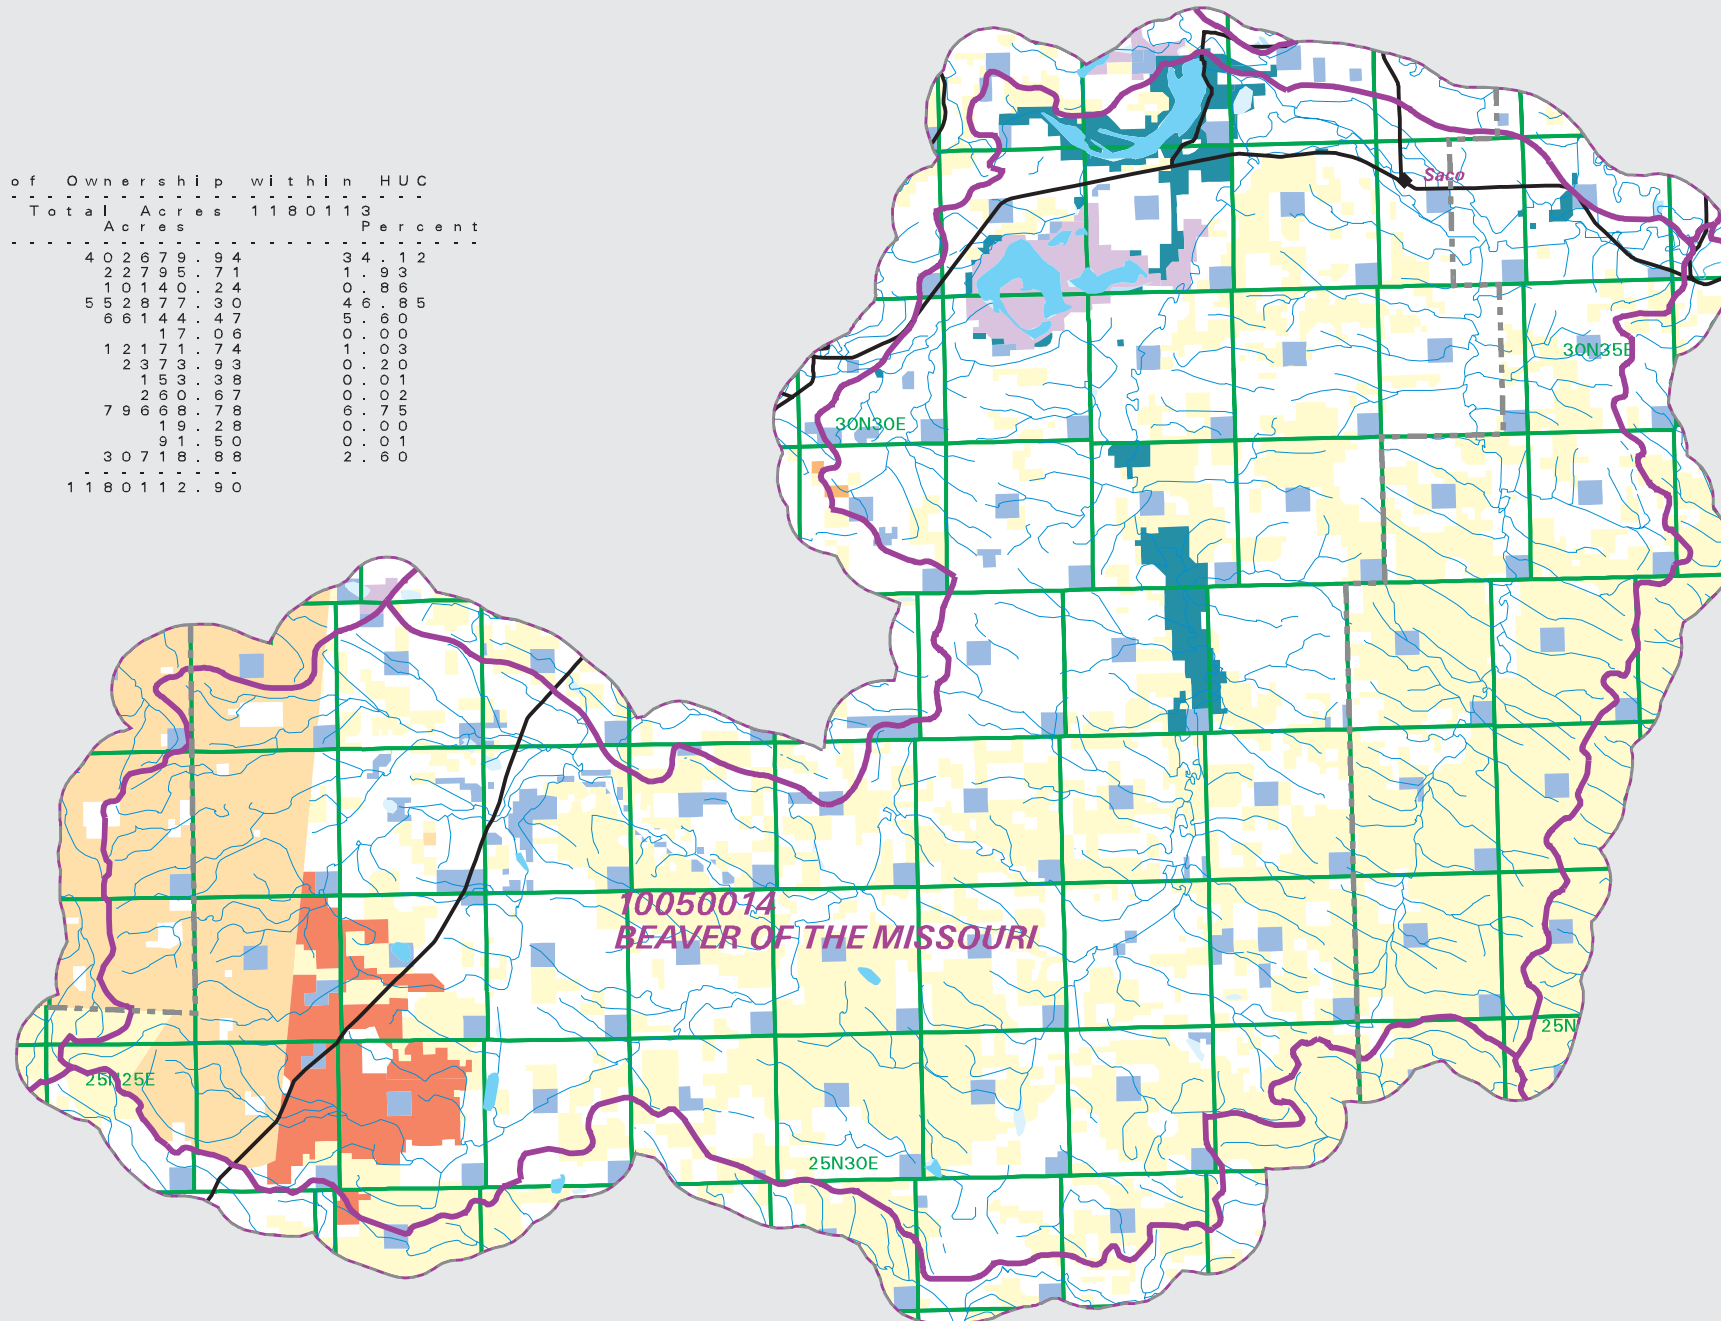 of Ownership within HUC
Total Acres 1180113
Acres Percent
402679.94 34.12
22795.71 1.93
10140.24 0.86
552877.30 46.85
66144.47 5.60
17.06 0.00
12171.74 1.03
2373.93 0.20
153.38 0.01
260.67 0.02
79668.78 6.75
19.28 0.00
91.50 0.01
30718.88 2.60
----------
1180112.90
Saco
30N35E
30N30E
10050014
BEAVER OF THE MISSOURI
25N
25N25E
25N30E